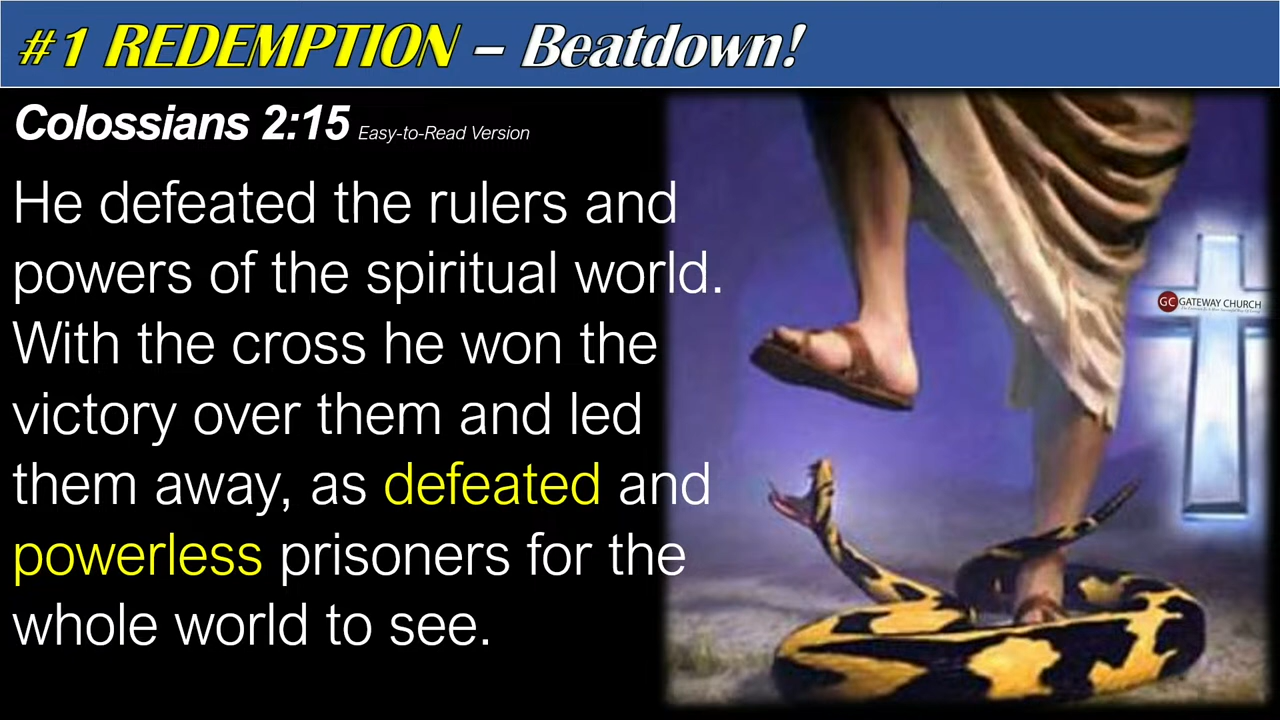 #1 REDEMPTION – Beatdown!
Colossians 2:15 Easy-to-Read Version
He defeated the rulers and
powers of the spiritual world.
With the cross he won the
victory over them and led
them away, as defeated and
powerless prisoners for the
whole world to see.
GC GATEWAY CHURCH